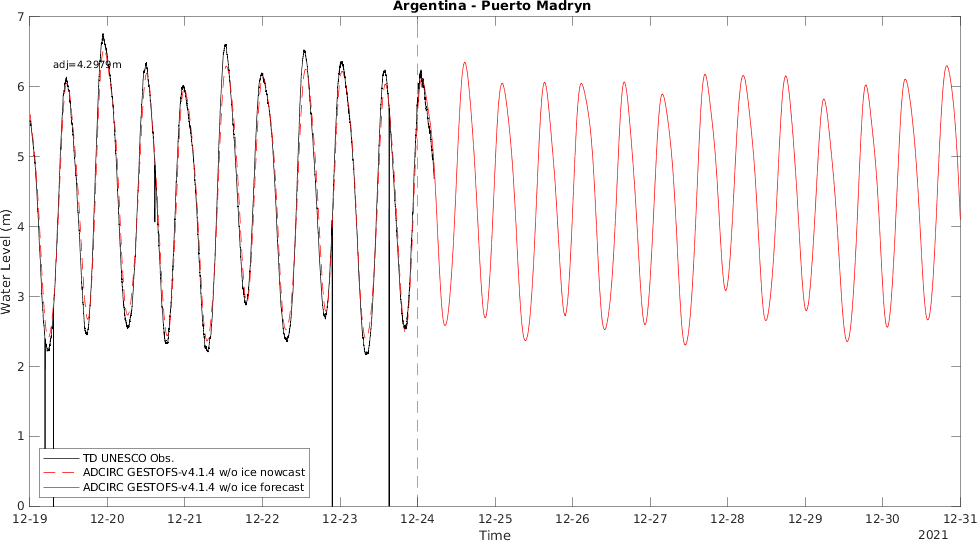 Argentina - Puerto Madryn
7
adj=4.2979m
6
5
4
3
2
1
0
Water Level (m)
TD UNESCO Obs.
ADCIRC GESTOFS-v4.1.4 w/o ice nowcast
ADCIRC GESTOFS-v4.1.4 w/o ice forecast
12-19 12-20 12-21 12-22 12-23 12-24 12-25 12-26 12-27 12-28 12-29 12-30 12-31
Time
2021